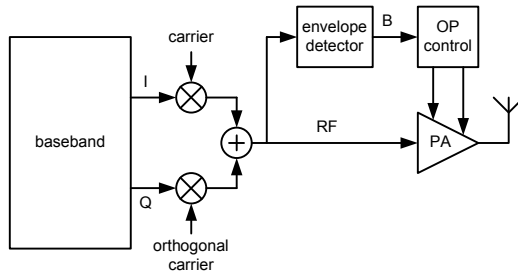 envelope
detector
B
OP
control
carrier
I
baseband
RF
PA
Q
orthogonal
carrier